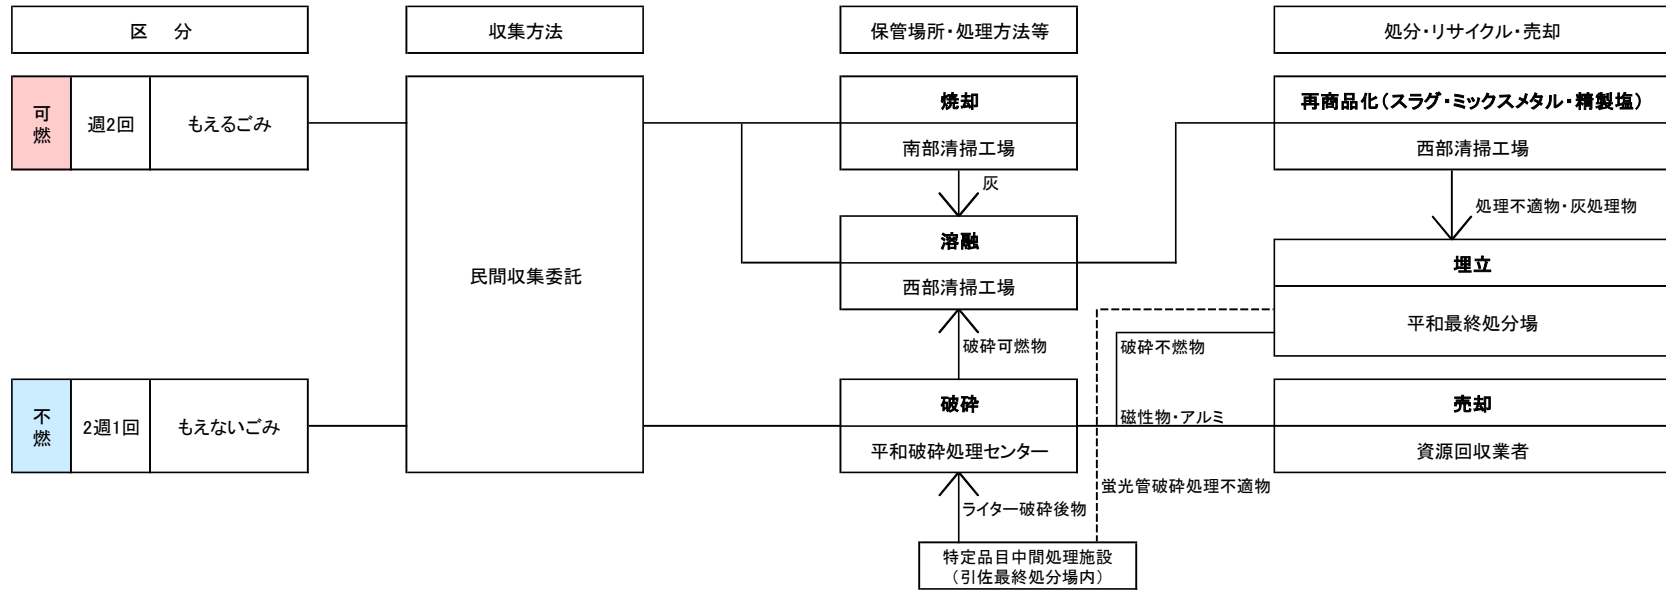 区　分
収集方法
保管場所・処理方法等
処分・リサイクル・売却
可燃
週2回
もえるごみ
民間収集委託
焼却
南部清掃工場
灰
溶融
西部清掃工場
破砕可燃物
再商品化（スラグ・ミックスメタル・精製塩）
西部清掃工場
処理不適物・灰処理物
埋立
平和最終処分場
破砕不燃物
不燃
2週1回
もえないごみ
破砕
平和破砕処理センター
磁性物・アルミ
売却
資源回収業者
ライター破砕後物
蛍光管破砕処理不適物
特定品目中間処理施設
（引佐最終処分場内）